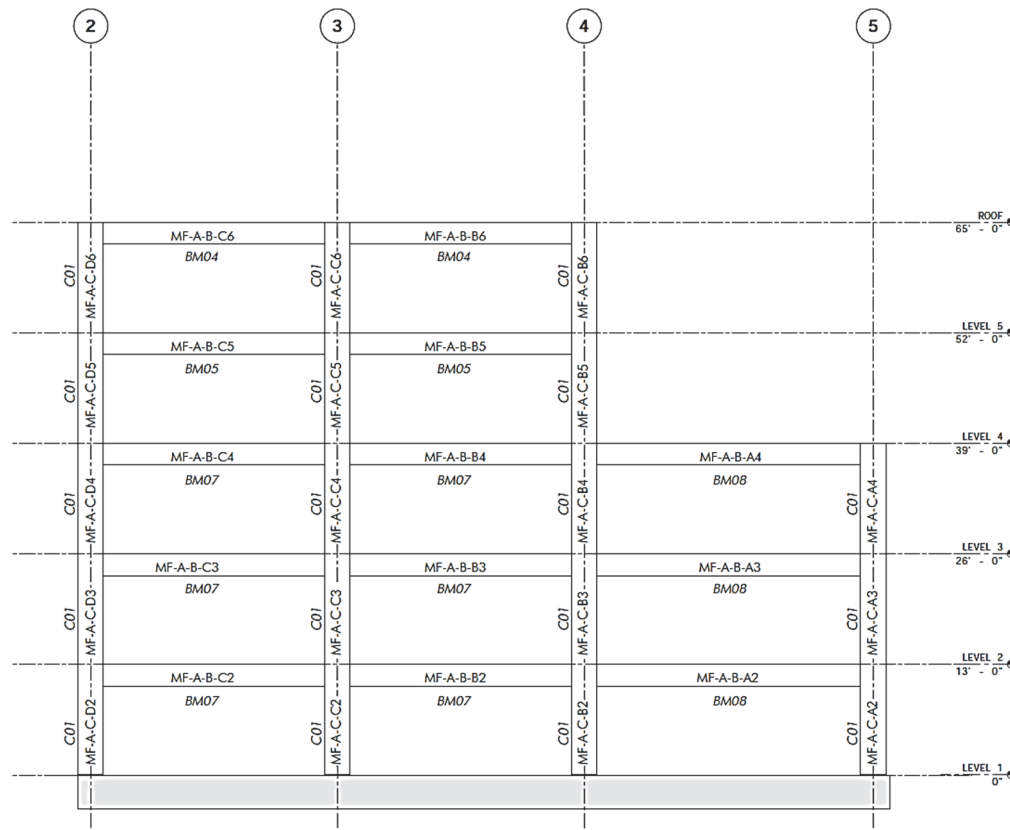 2 3 4 5
ROOF
65' - 0"
MF-A-B-C6 MF-A-B-B6
BM04 BM04
C01 MF-A-C-D6 C01 MF-A-C-C6 C01 MF-A-C-B6
LEVEL 5
52' - 0"
MF-A-B-C5 MF-A-B-B5
BM05 BM05
C01 MF-A-C-D5 C01 MF-A-C-C5 C01 MF-A-C-B5
LEVEL 4
39' - 0"
MF-A-B-C4 MF-A-B-B4 MF-A-B-A4
BM07 BM07 BM08
C01 MF-A-C-D4 C01 MF-A-C-C4 C01 MF-A-C-B4 C01 MF-A-C-A4
LEVEL 3
26' - 0"
MF-A-B-C3 MF-A-B-B3 MF-A-B-A3
BM07 BM07 BM08
C01 MF-A-C-D3 C01 MF-A-C-C3 C01 MF-A-C-B3 C01 MF-A-C-A3
LEVEL 2
13' - 0"
MF-A-B-C2 MF-A-B-B2 MF-A-B-A2
BM07 BM07 BM08
C01 MF-A-C-D2 C01 MF-A-C-C2 C01 MF-A-C-B2 C01 MF-A-C-A2
LEVEL 1
0"